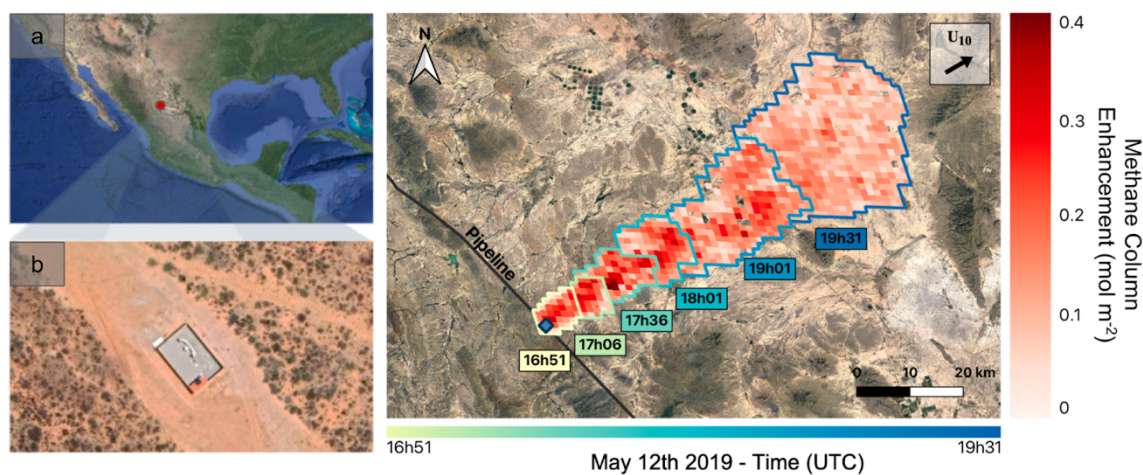 a
b
N
U10
Pipeline
16h51
17h06
17h36
18h01
19h01
19h31
0 10 20 km
16h51 19h31
May 12th 2019 - Time (UTC)
0.4
0.3
0.2
0.1
0
Methane Column
Enhancement (mol m⁻²)